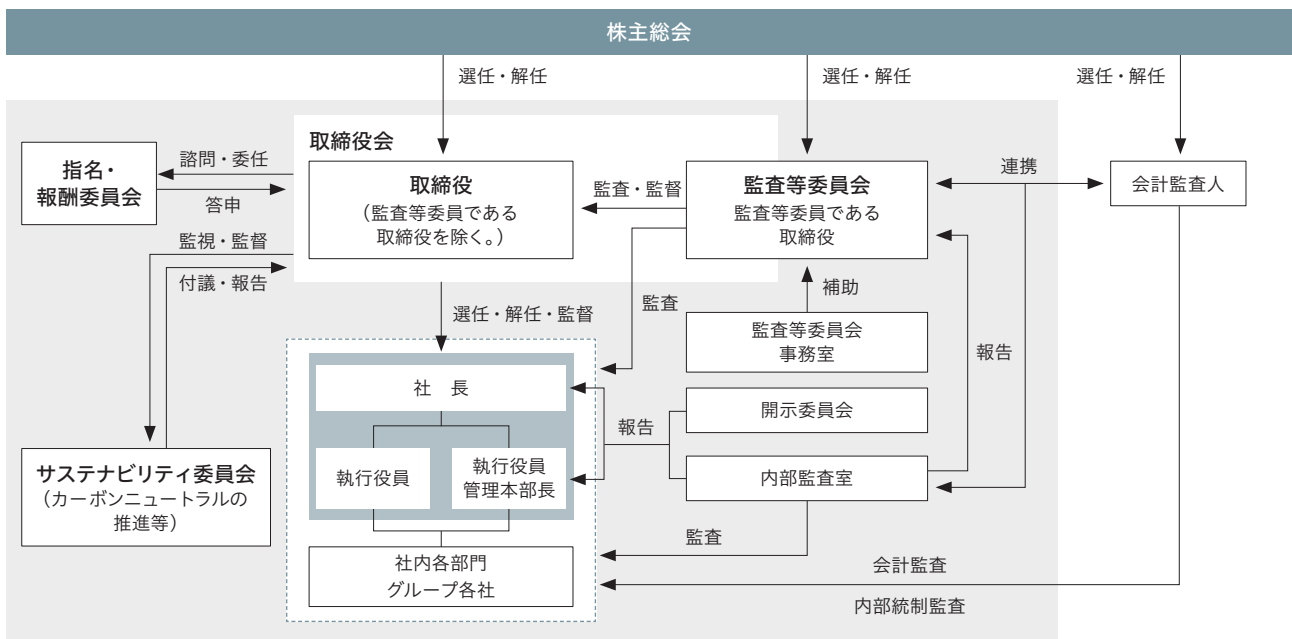 株主総会
選任・解任
選任・解任
選任・解任
取締役会
指名・
報酬委員会
諮問・委任
答申
取締役
（監査等委員である
取締役を除く。）
監査・監督
監査等委員会
監査等委員である
取締役
連携
会計監査人
監視・監督
付議・報告
選任・解任・監督
監査
補助
監査等委員会
事務室
報告
社　長
開示委員会
報告
執行役員
執行役員
管理本部長
内部監査室
サステナビリティ委員会
（カーボンニュートラルの
推進等）
監査
社内各部門
グループ各社
会計監査
内部統制監査